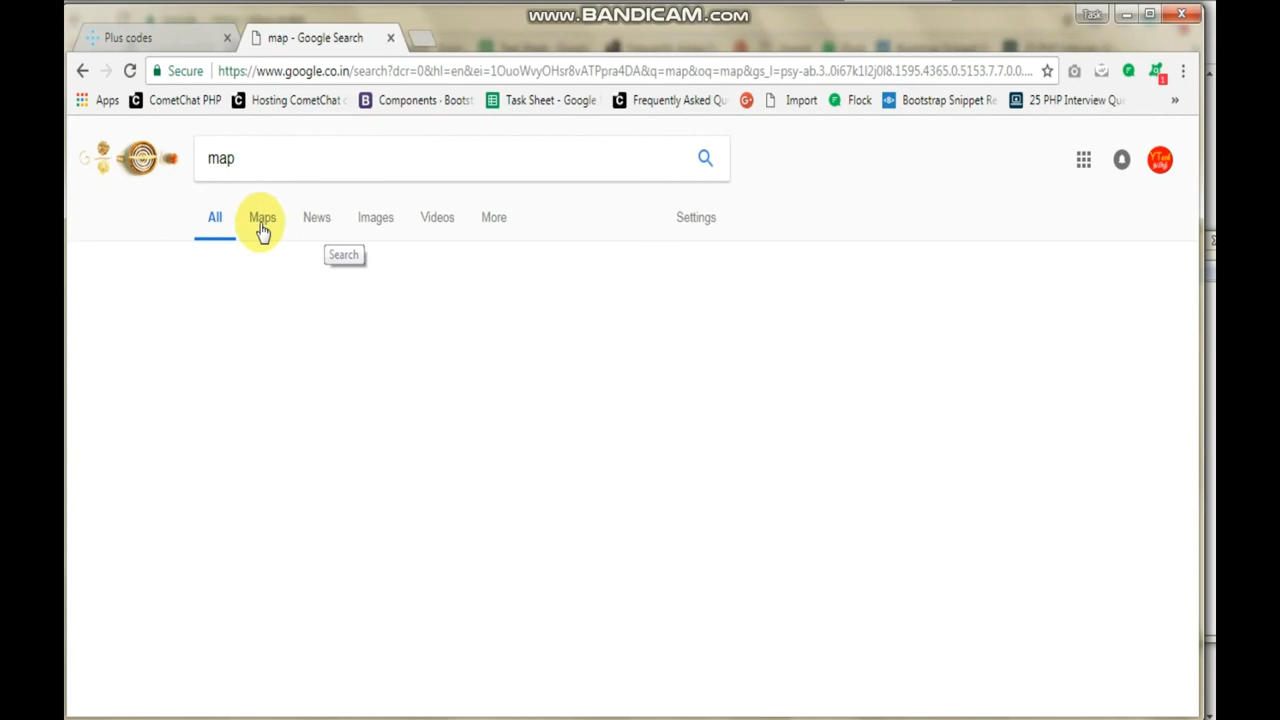 www.BANDICAM.com
Task
Plus codes
map - Google Search
Secure
https://www.google.co.in/search?dcr=0&hl=en&ei=1OuoWvyOHsr8vATPpra4DA&q=map&oq=map&gs_l=psy-ab.3..0i67k1l2j0l8.1595.4365.0.5153.7.7.0.0....
1
Apps CometChat PHP Hosting CometChat Components · Boots Task Sheet - Google Frequently Asked Qu Import Flock Bootstrap Snippet Re 25 PHP Interview Qu »
map
All Maps News Images Videos More Settings
Search